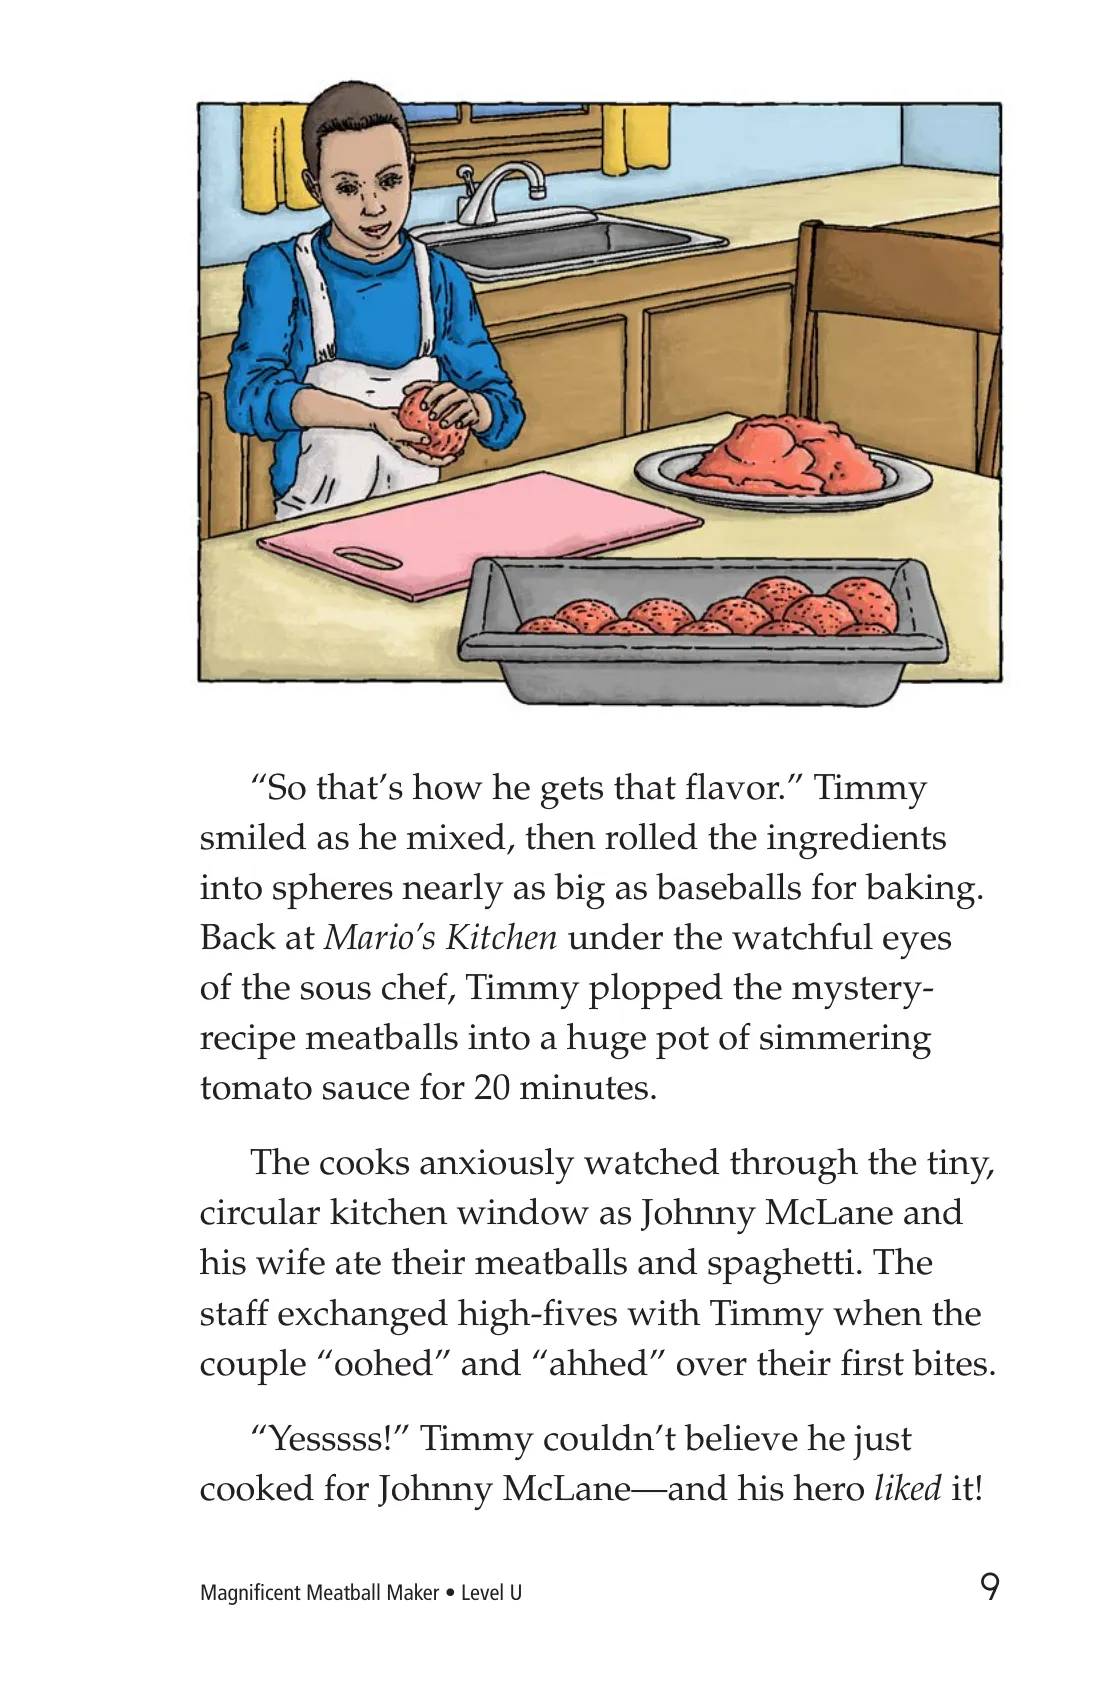 “So that’s how he gets that flavor.” Timmy
smiled as he mixed, then rolled the ingredients
into spheres nearly as big as baseballs for baking.
Back at Mario’s Kitchen under the watchful eyes
of the sous chef, Timmy plopped the mystery-
recipe meatballs into a huge pot of simmering
tomato sauce for 20 minutes.
The cooks anxiously watched through the tiny,
circular kitchen window as Johnny McLane and
his wife ate their meatballs and spaghetti. The
staff exchanged high-fives with Timmy when the
couple “oohed” and “ahhed” over their first bites.
“Yesssss!” Timmy couldn’t believe he just
cooked for Johnny McLane—and his hero liked it!
Magnificent Meatball Maker • Level U
9